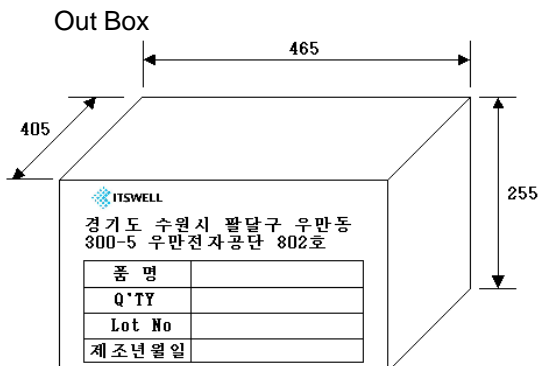 Out Box
465
405
255
ITSWELL
경기도 수원시 팔달구 우만동
300-5 우만전자공단 802호
품 명
Q'TY
Lot No
제조년월일